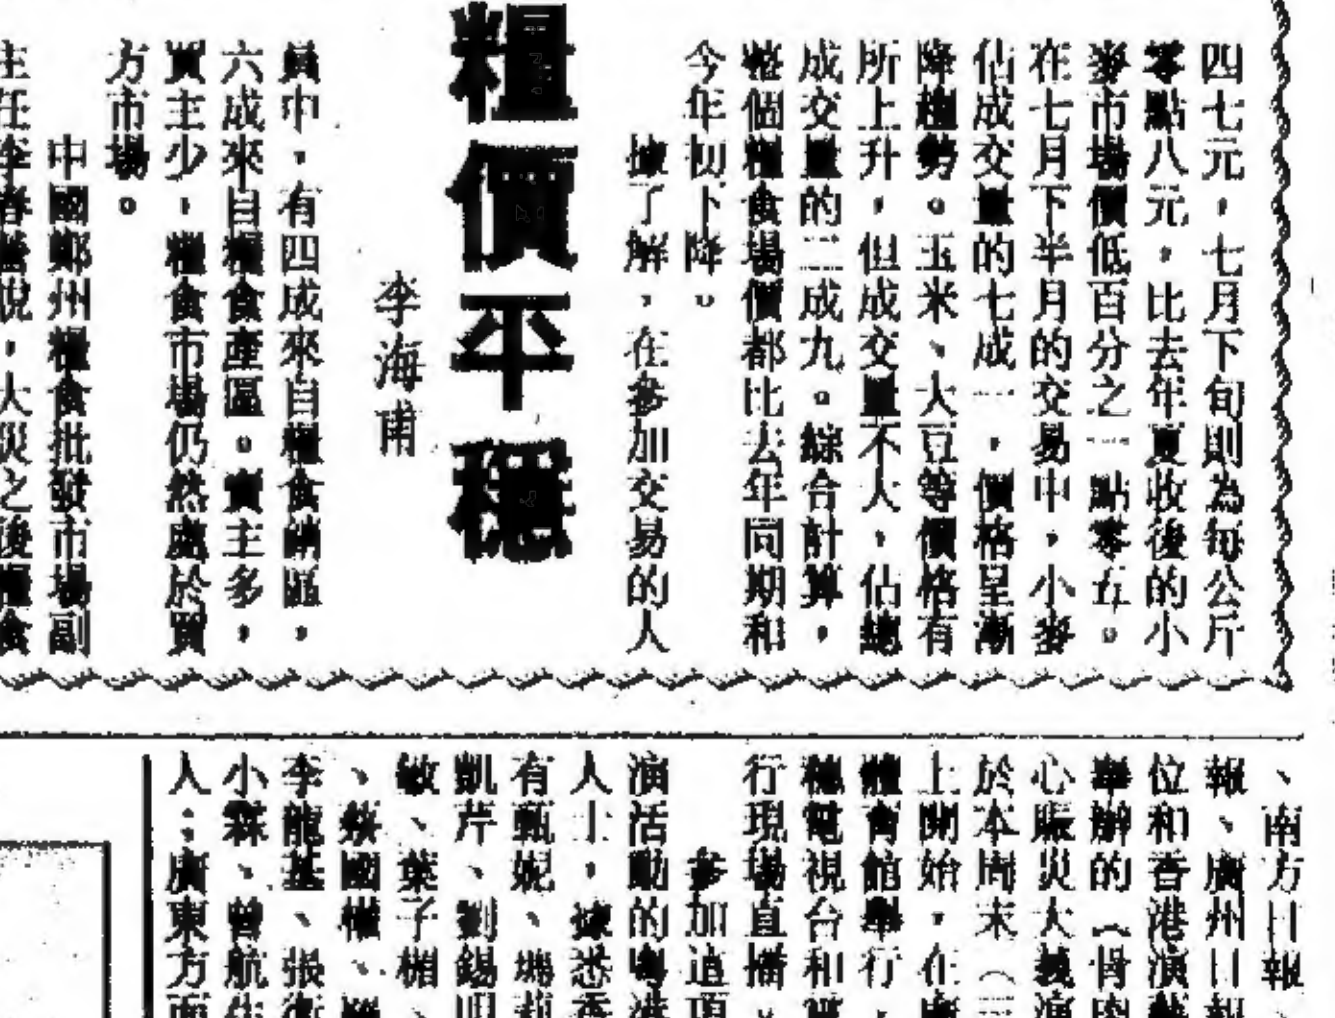 四七元，七月下旬則為每公斤
零點八元，比去年夏收後的小
麥市場價低百分之一點零五。
在七月下半月的交易中，小麥
佔成交量的七成一，價格呈漸
降趨勢。玉米、大豆等價格有
所上升，但成交量不大，佔總
成交量的二成九。綜合計算，
整個糧食場價都比去年同期和
今年初下降。
據了解，在參加交易的人
糧價平穩
李海甫
員中，有四成來自糧食銷區，
六成來自糧食產區。賣主多，
買主少，糧食市場仍然處於買
方市場。
中國鄭州糧食批發市場副
主任李春說，大災之後糧食
、南方日報、
報、廣州日報
位和香港演藝
舉辦的（骨肉
心賑災大義演
於本周末（三
上開始，在廣
體育館舉行，
穗電視台和
行現場直播。
參加這項
演活動的粵港
人士，據悉香
有甄妮、
凱芹、劉錫明
敏、葉子楣、
、蔡國權、
李龍基、張衛
小霖、曾航生
人；廣東方面